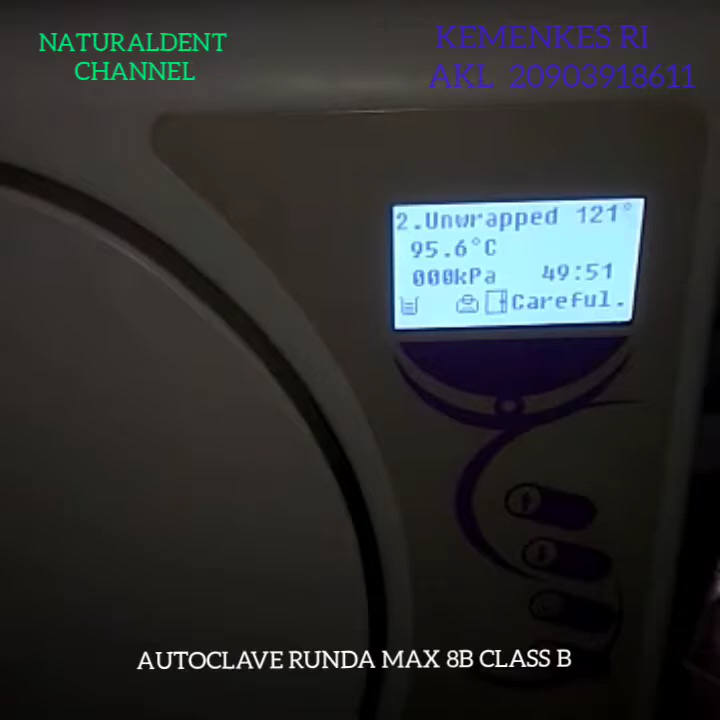 NATURALDENT
CHANNEL
KEMENKES RI
AKL 20903918611
2.Unwrapped 121°
95.6°C
000kPa 49:51
Careful.
AUTOCLAVE RUNDA MAX 8B CLASS B